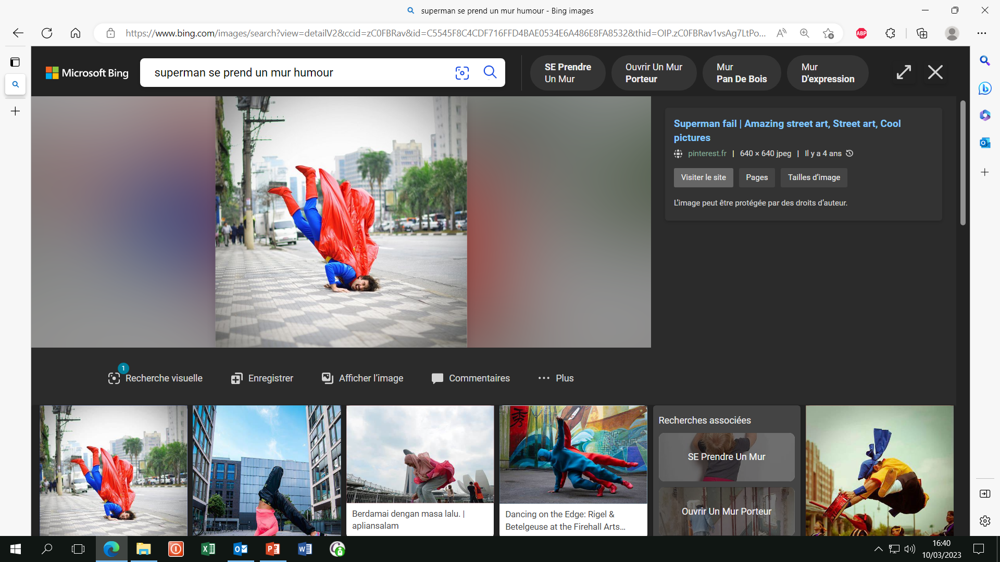 superman se prend un mur humour - Bing images
https://www.bing.com/images/search?view=detailV2&ccid=zC0FBRav&id=C5545F8C4CDF716FFD4BAE0534E6A486E8FA8532&thid=OIP.zC0FBRav1vsAg7LtPo...
ABP
Microsoft Bing
superman se prend un mur humour
SE Prendre
Un Mur
Ouvrir Un Mur
Porteur
Mur
Pan De Bois
Mur
D'expression
Superman fail | Amazing street art, Street art, Cool
pictures
pinterest.fr | 640 × 640 jpeg | Il y a 4 ans
Visiter le site
Pages
Tailles d'image
L'image peut être protégée par des droits d'auteur.
1
Recherche visuelle
Enregistrer
Afficher l'image
Commentaires
Plus
Berdamai dengan masa lalu. |
apliansalam
秀
Dancing on the Edge: Rigel &
Betelgeuse at the Firehall Arts...
Recherches associées
SE Prendre Un Mur
Ouvrir Un Mur Porteur
16:40
10/03/2023